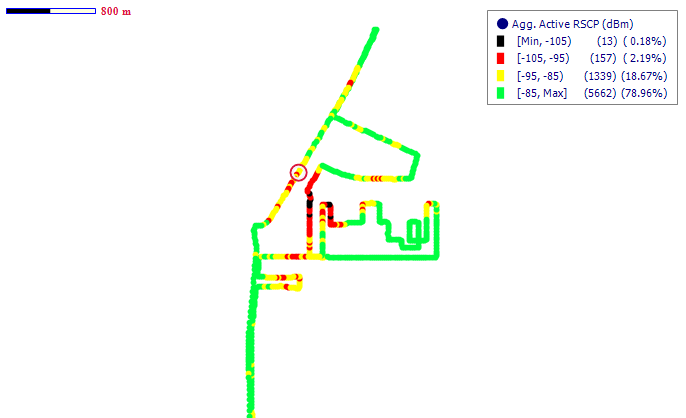 800 m
Agg. Active RSCP (dBm)
[Min, -105) (13) ( 0.18%)
[-105, -95) (157) ( 2.19%)
[-95, -85) (1339) (18.67%)
[-85, Max] (5662) (78.96%)